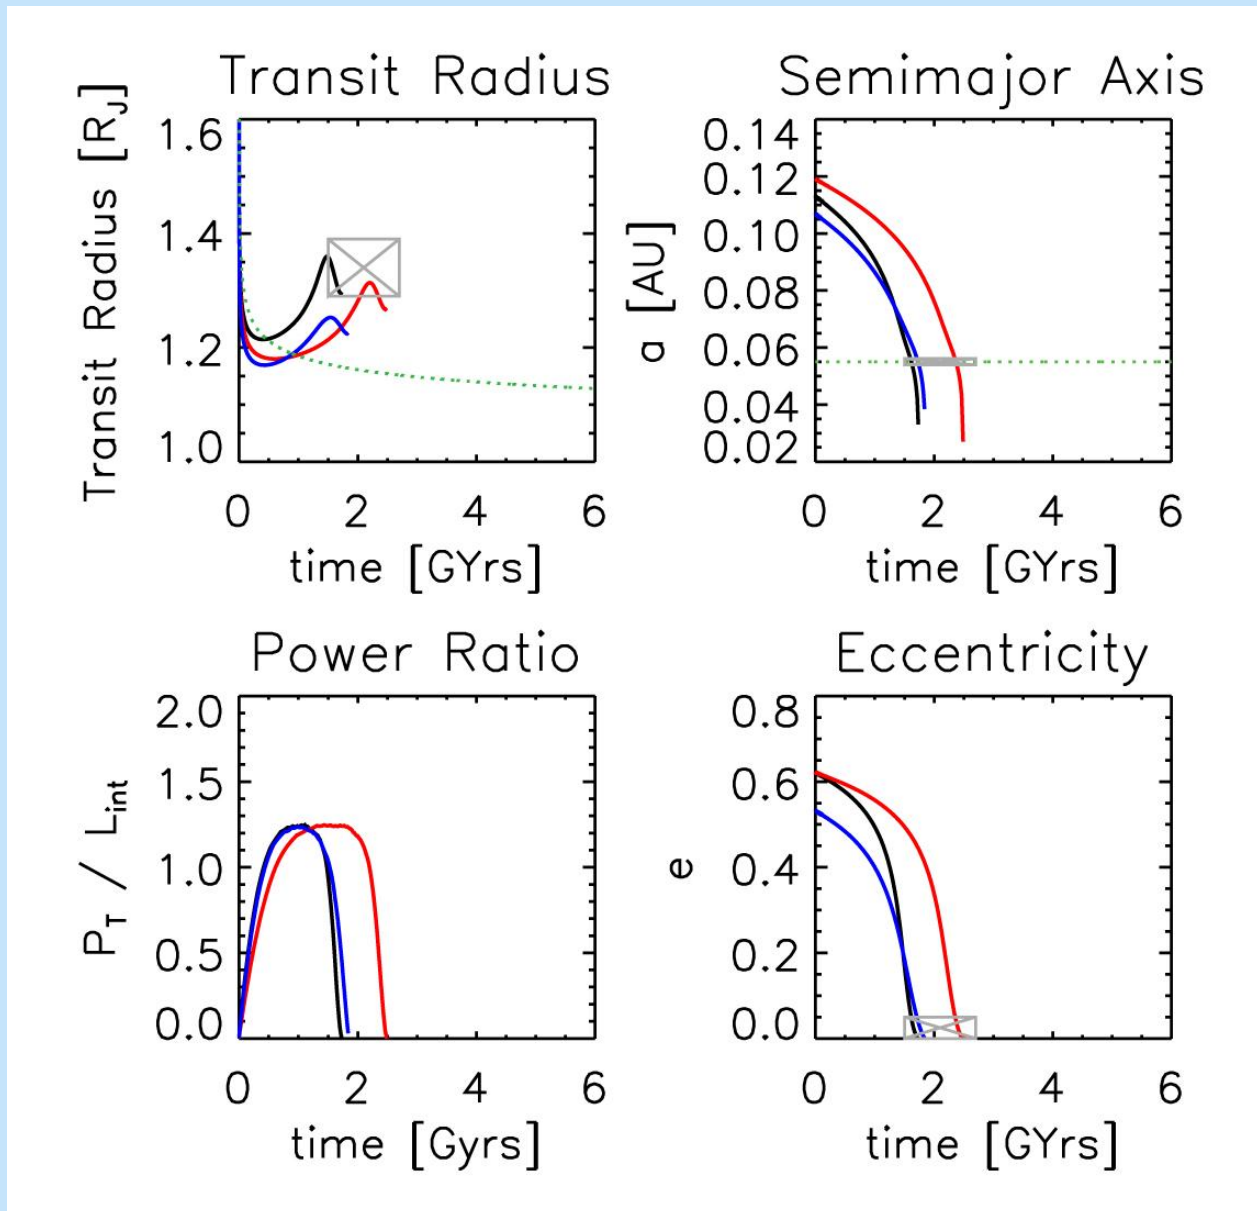 Transit Radius
Transit Radius [R_J]
1.6
1.4
1.2
1.0
0 2 4 6
time [GYrs]
Semimajor Axis
a [AU]
0.14
0.12
0.10
0.08
0.06
0.04
0.02
0 2 4 6
time [GYrs]
Power Ratio
P_T / L_int
2.0
1.5
1.0
0.5
0.0
0 2 4 6
time [Gyrs]
Eccentricity
e
0.8
0.6
0.4
0.2
0.0
0 2 4 6
time [GYrs]